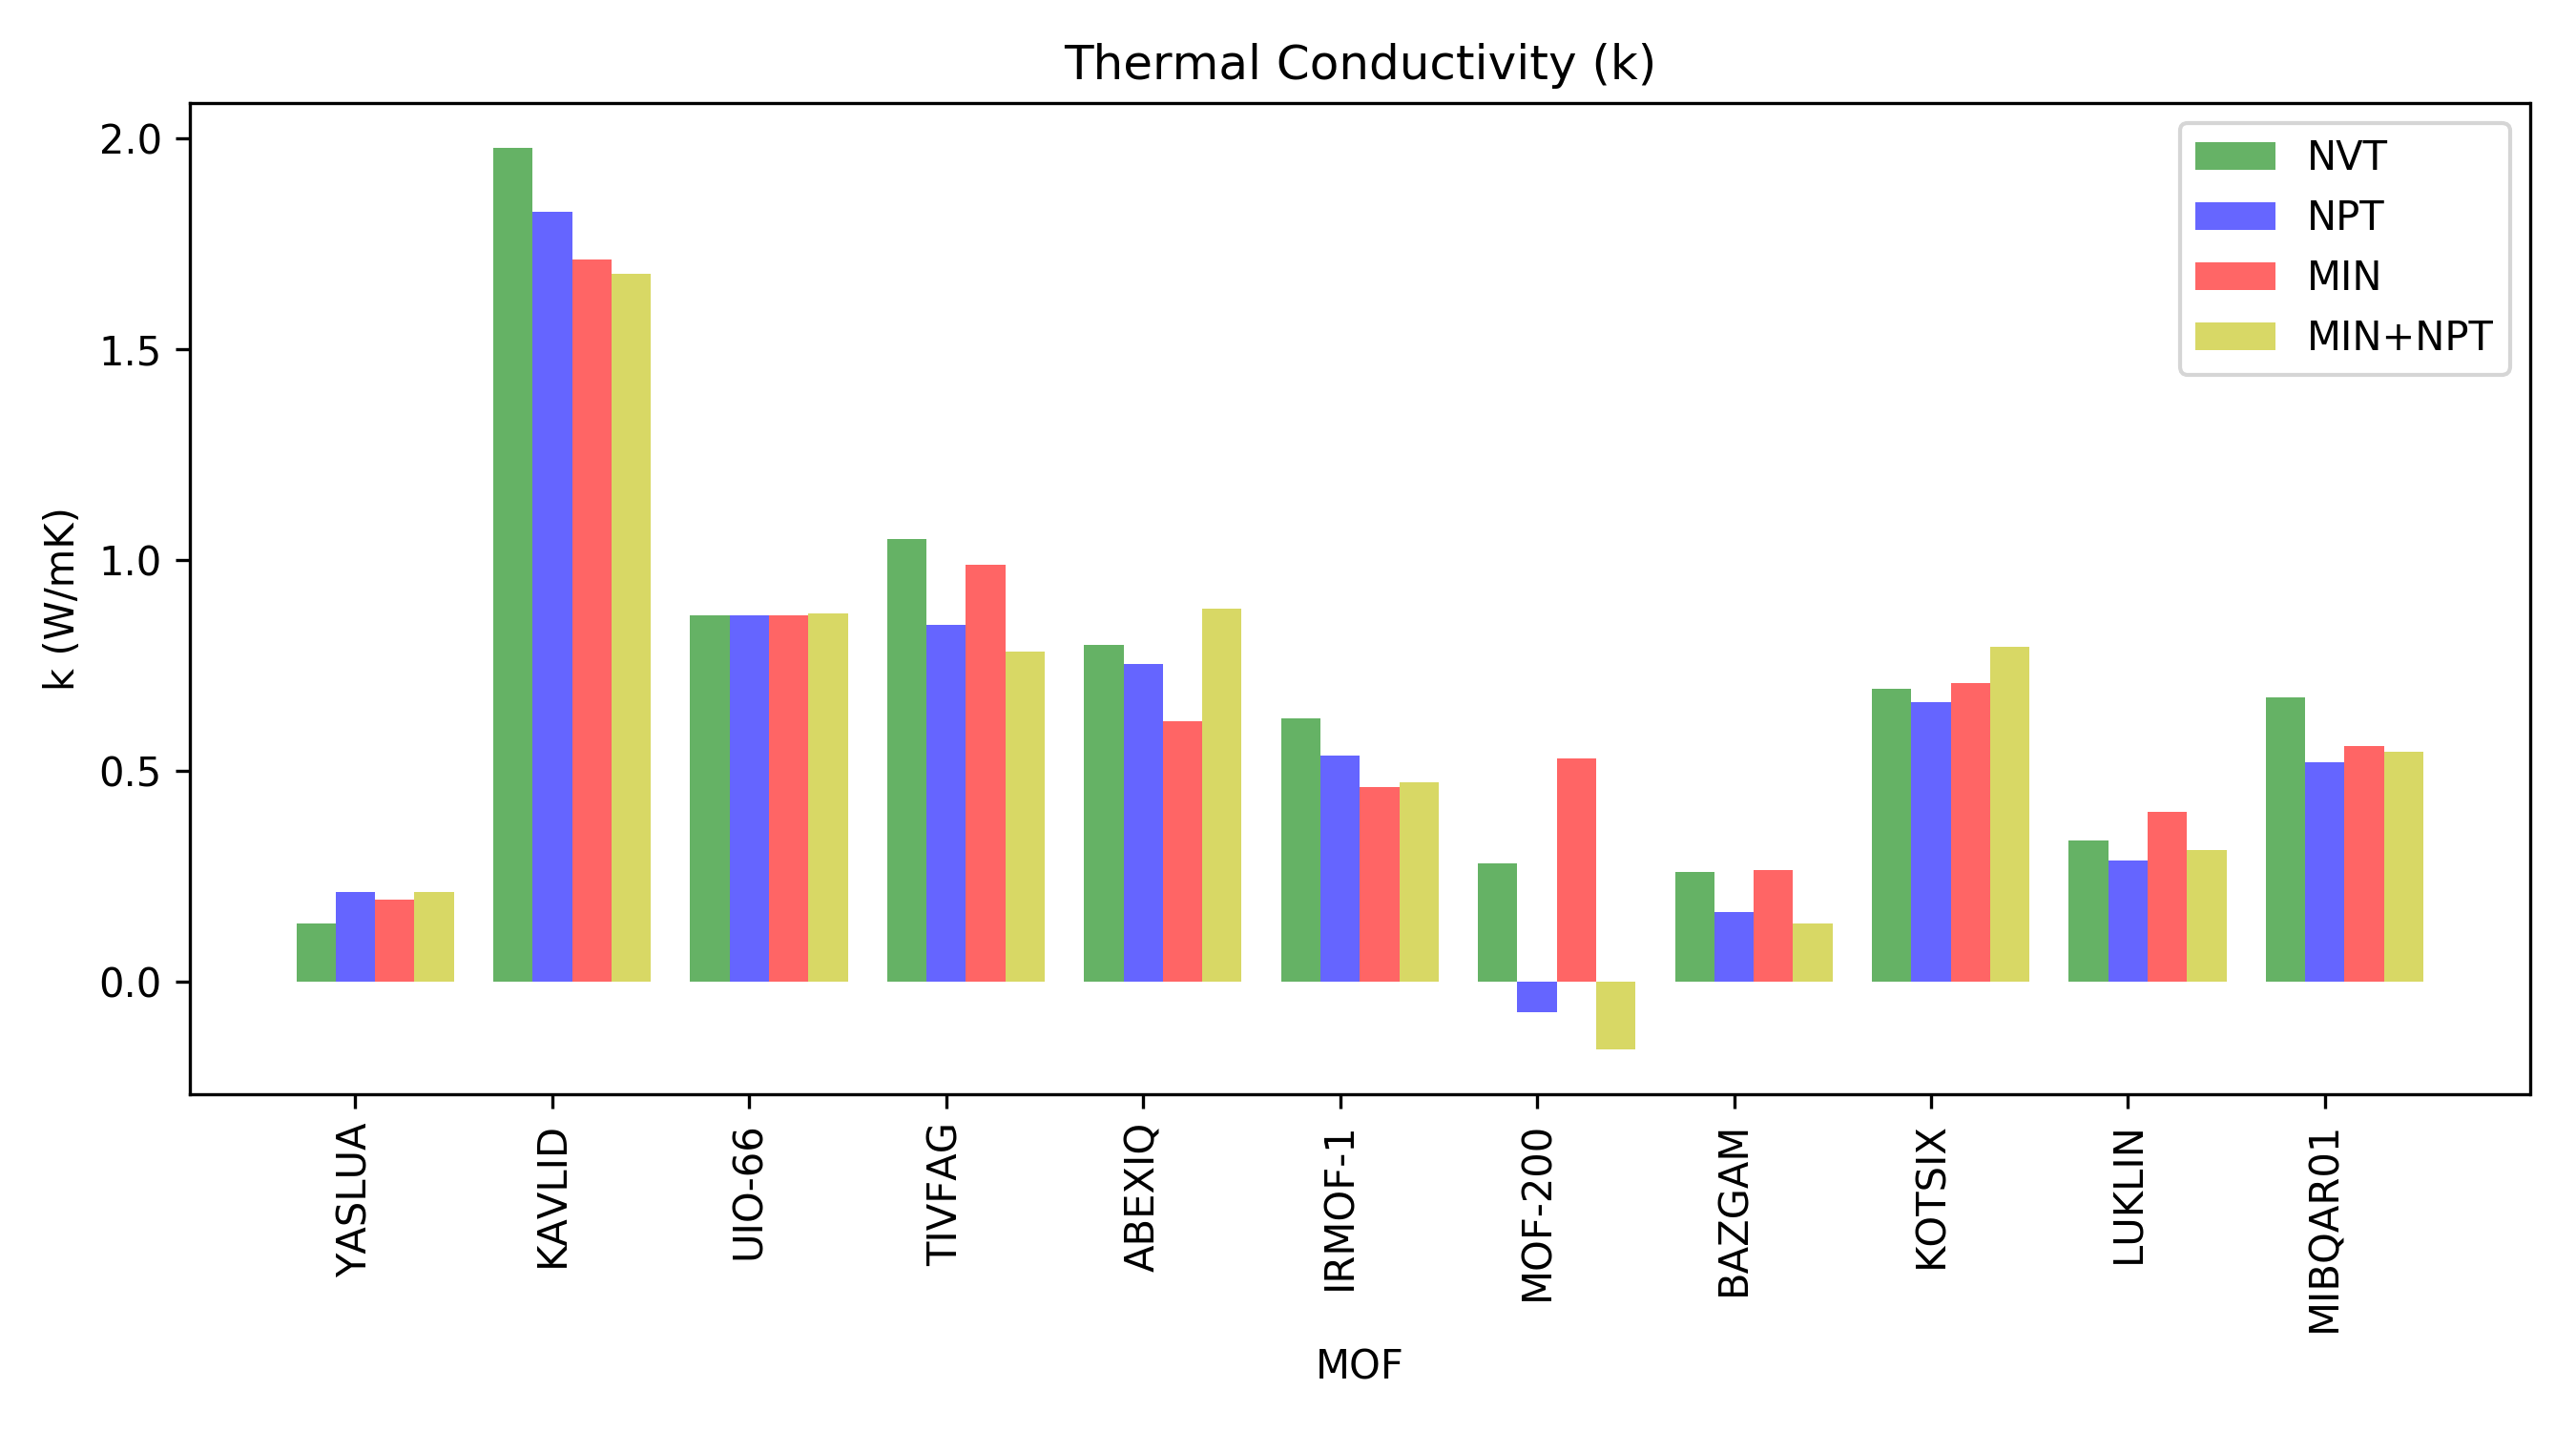 Thermal Conductivity (k)
NVT
NPT
MIN
MIN+NPT
2.0
1.5
1.0
0.5
0.0
k (W/mK)
YASLUA
KAVLID
UIO-66
TIVFAG
ABEXIQ
IRMOF-1
MOF-200
BAZGAM
KOTSIX
LUKLIN
MIBQAR01
MOF